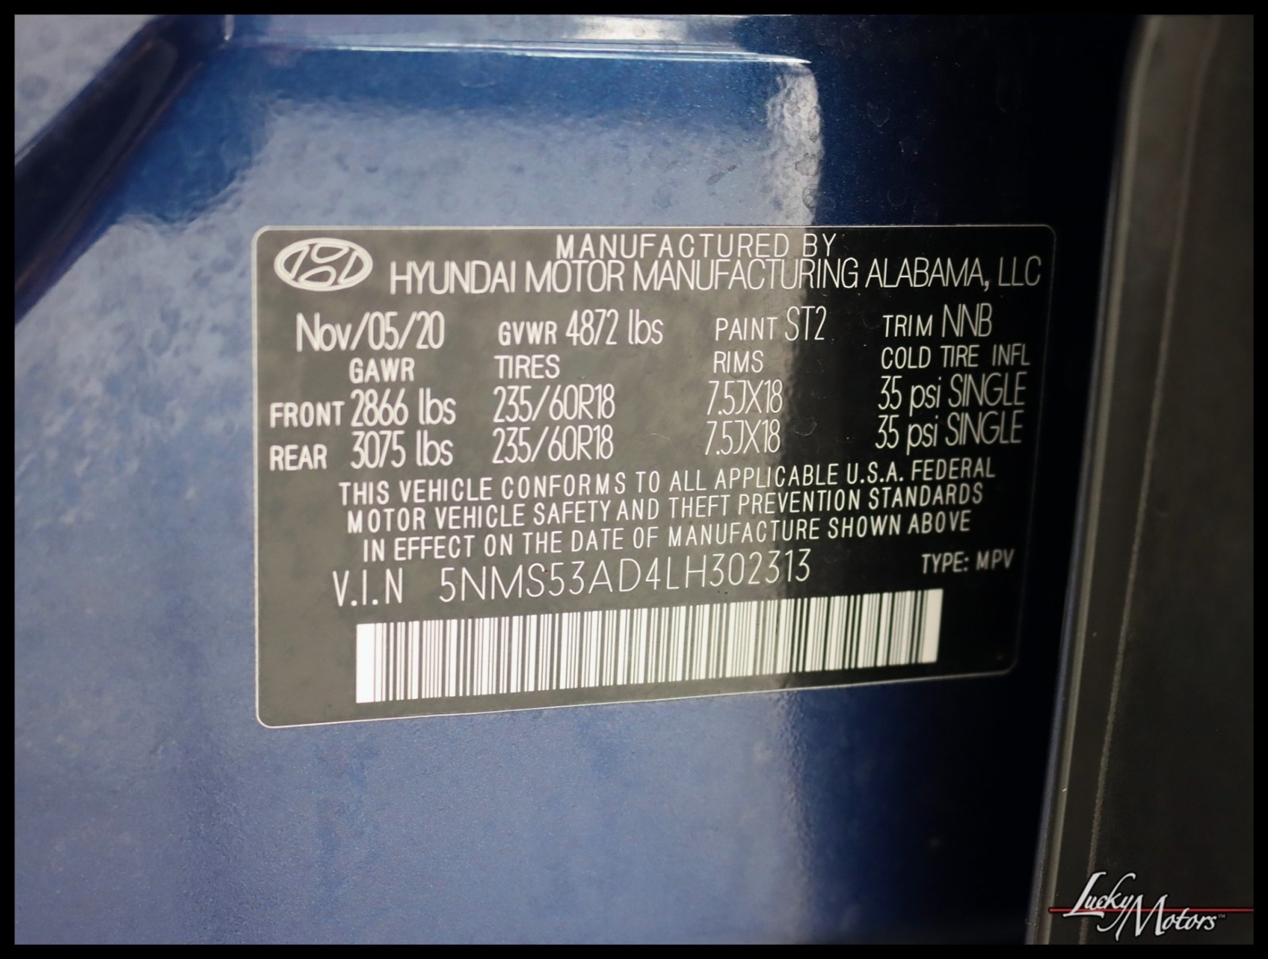 MANUFACTURED BY
HYUNDAI MOTOR MANUFACTURING ALABAMA, LLC
Nov/05/20 GVWR 4872 lbs PAINT ST2 TRIM NNB
GAWR TIRES RIMS COLD TIRE INFL
FRONT 2866 lbs 235/60R18 7.5JX18 35 psi SINGLE
REAR 3075 lbs 235/60R18 7.5JX18 35 psi SINGLE
THIS VEHICLE CONFORMS TO ALL APPLICABLE U.S.A. FEDERAL
MOTOR VEHICLE SAFETY AND THEFT PREVENTION STANDARDS
IN EFFECT ON THE DATE OF MANUFACTURE SHOWN ABOVE
V.I.N 5NMS53AD4LH302313 TYPE: MPV
Lucky Motors™